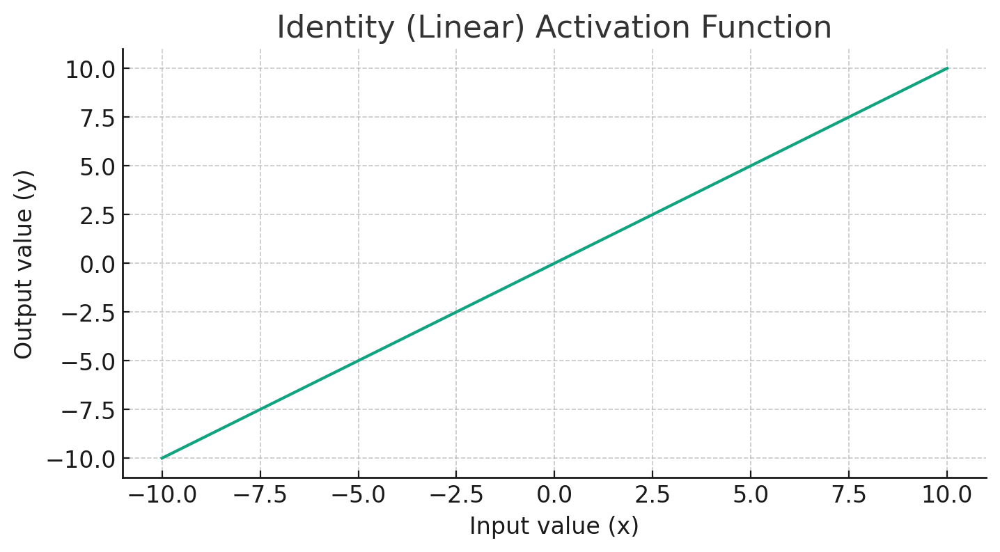 Identity (Linear) Activation Function
10.0
7.5
5.0
2.5
0.0
−2.5
−5.0
−7.5
−10.0
Output value (y)
−10.0 −7.5 −5.0 −2.5 0.0 2.5 5.0 7.5 10.0
Input value (x)